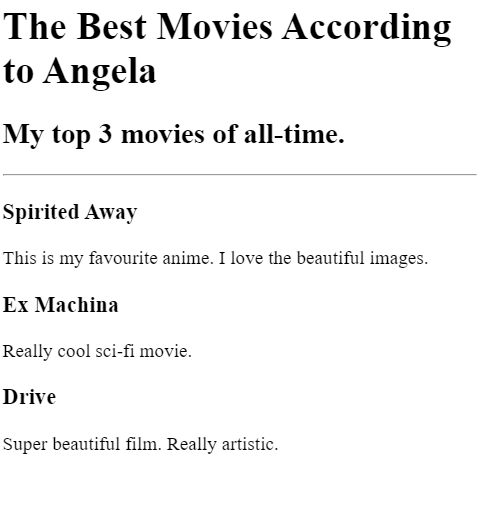 The Best Movies According
to Angela
My top 3 movies of all-time.
Spirited Away
This is my favourite anime. I love the beautiful images.
Ex Machina
Really cool sci-fi movie.
Drive
Super beautiful film. Really artistic.